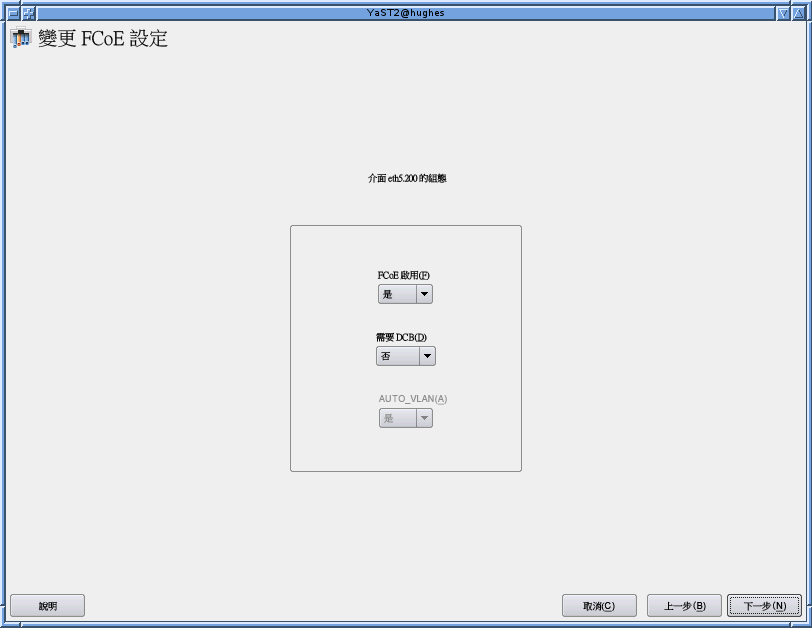 YaST2@hughes
變更 FCoE 設定
介面 eth5.200 的組態
FCoE 啟用(F)
是
需要 DCB(D)
否
AUTO_VLAN(A)
是
說明
取消(C)
上一步(B)
下一步(N)